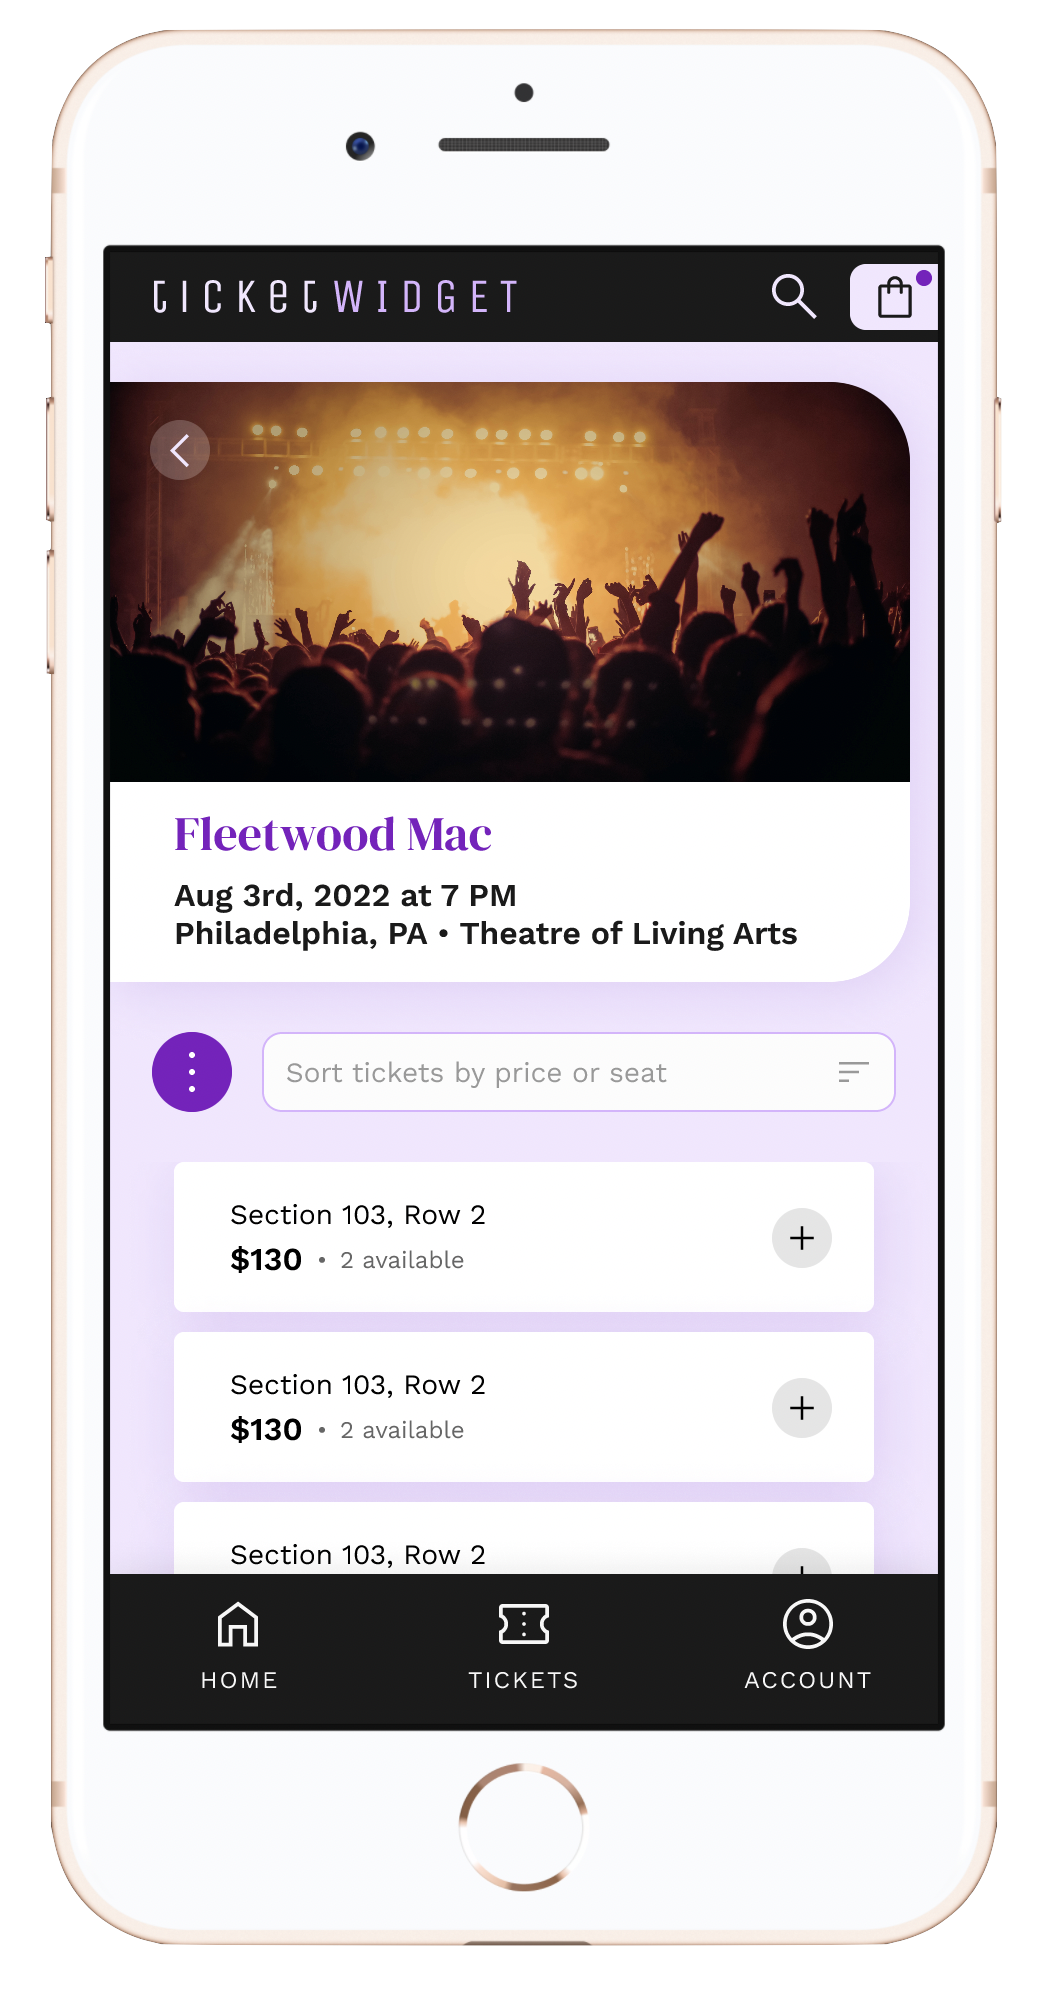 ticketWIDGET
Fleetwood Mac
Aug 3rd, 2022 at 7 PM
Philadelphia, PA • Theatre of Living Arts
Sort tickets by price or seat
Section 103, Row 2
$130 • 2 available
Section 103, Row 2
$130 • 2 available
Section 103, Row 2
HOME TICKETS ACCOUNT